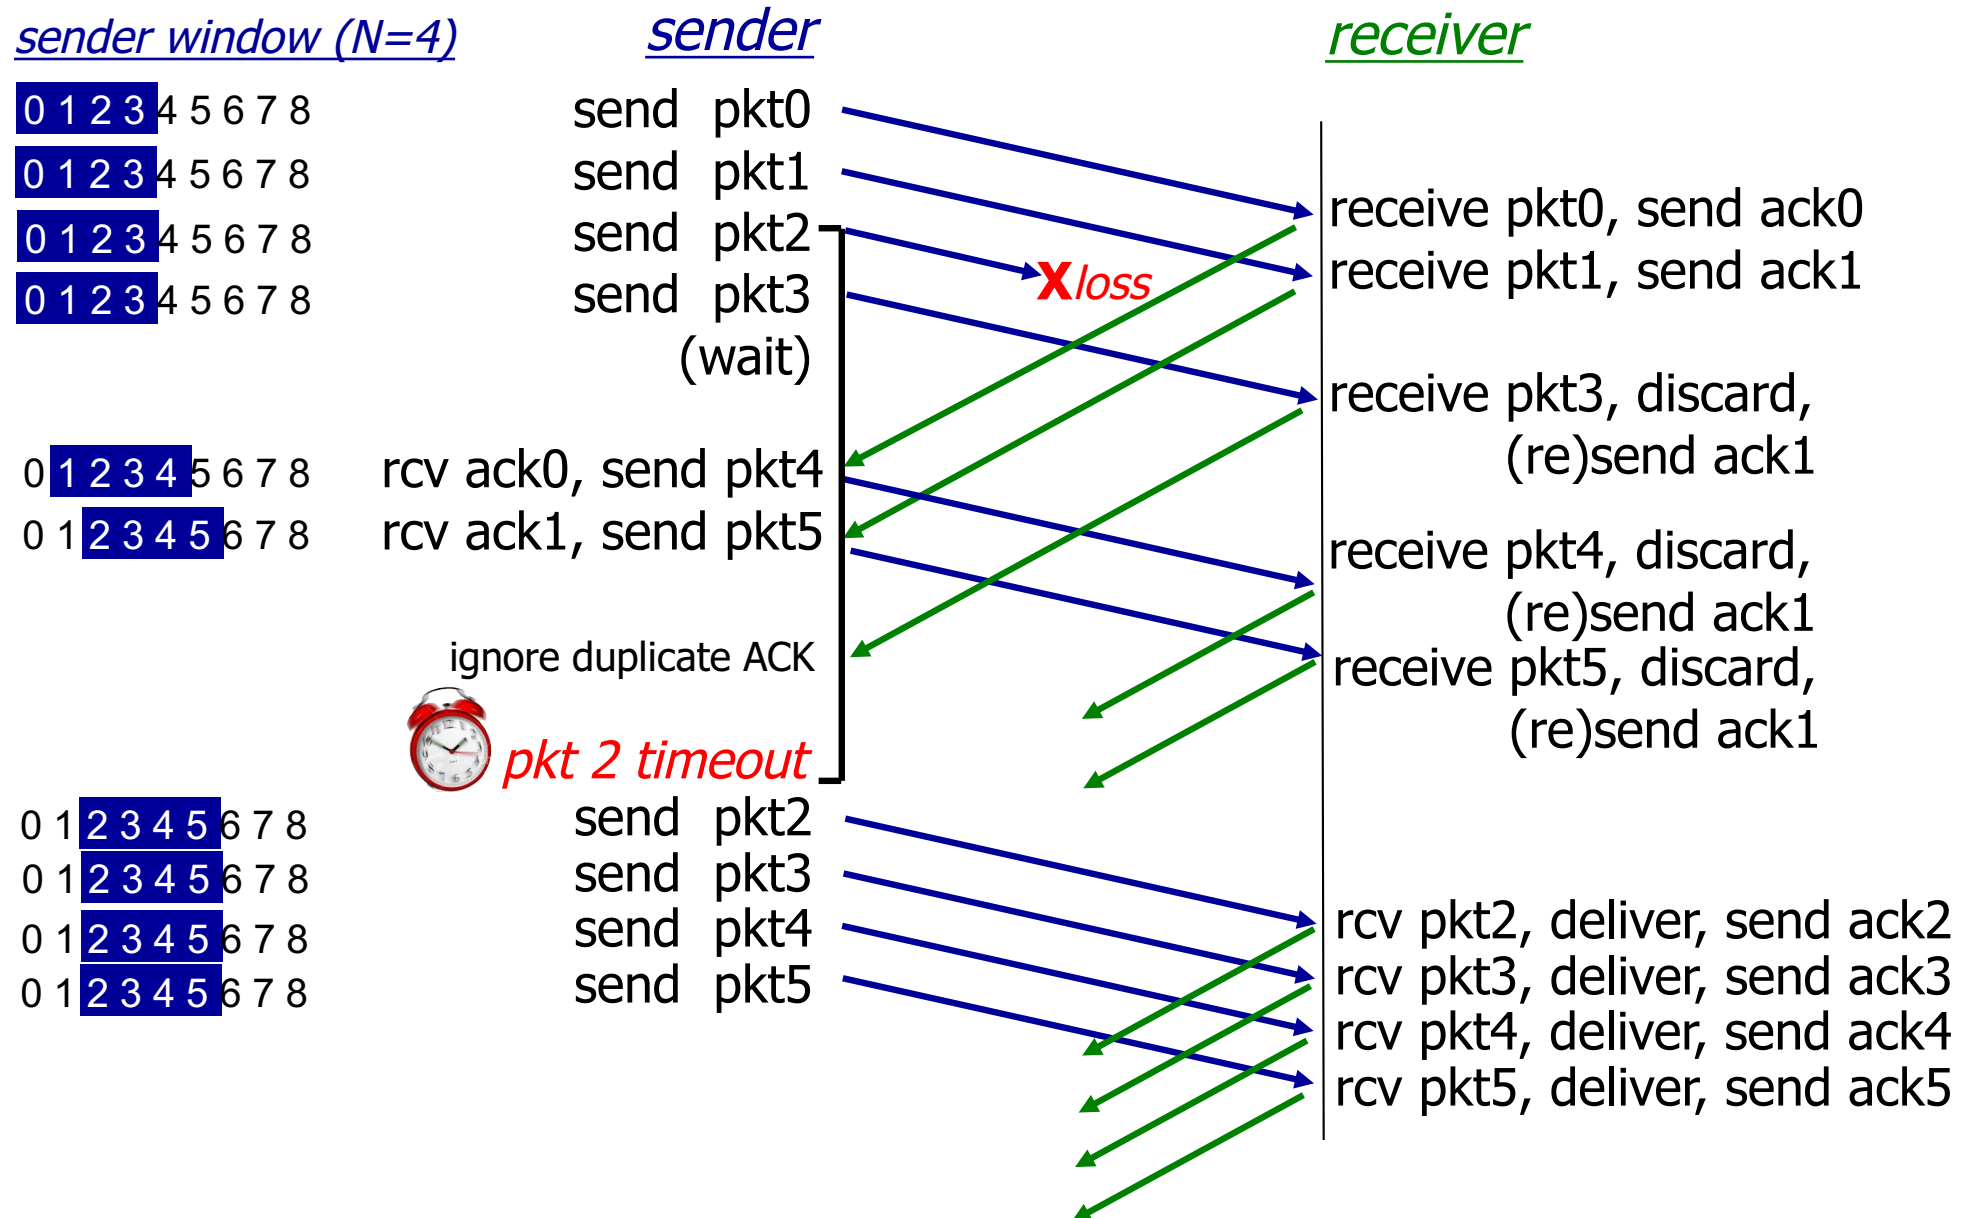 sender window (N=4)
sender
receiver
0 1 2 3 4 5 6 7 8
send pkt0
0 1 2 3 4 5 6 7 8
send pkt1
0 1 2 3 4 5 6 7 8
send pkt2
0 1 2 3 4 5 6 7 8
send pkt3
(wait)
X loss
receive pkt0, send ack0
receive pkt1, send ack1
receive pkt3, discard,
(re)send ack1
0 1 2 3 4 5 6 7 8
rcv ack0, send pkt4
0 1 2 3 4 5 6 7 8
rcv ack1, send pkt5
receive pkt4, discard,
(re)send ack1
receive pkt5, discard,
(re)send ack1
ignore duplicate ACK
pkt 2 timeout
0 1 2 3 4 5 6 7 8
send pkt2
0 1 2 3 4 5 6 7 8
send pkt3
0 1 2 3 4 5 6 7 8
send pkt4
0 1 2 3 4 5 6 7 8
send pkt5
rcv pkt2, deliver, send ack2
rcv pkt3, deliver, send ack3
rcv pkt4, deliver, send ack4
rcv pkt5, deliver, send ack5